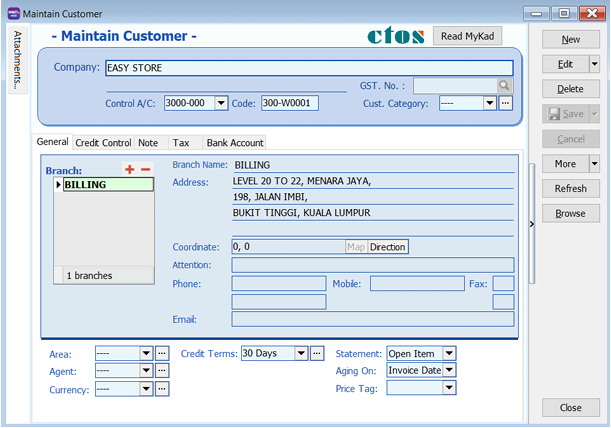 Maintain Customer
Attachments...
- Maintain Customer -
ctos
Read MyKad
Company: EASY STORE
GST. No. :
Control A/C: 3000-000 Code: 300-W0001 Cust. Category: ----
General Credit Control Note Tax Bank Account
Branch:
BILLING
1 branches
Branch Name: BILLING
Address: LEVEL 20 TO 22, MENARA JAYA,
198, JALAN IMBI,
BUKIT TINGGI, KUALA LUMPUR
Coordinate: 0, 0 Map Direction
Attention:
Phone: Mobile: Fax:
Email:
Area: ---- Credit Terms: 30 Days Statement: Open Item
Agent: ---- Aging On: Invoice Date
Currency: ---- Price Tag:
New
Edit
Delete
Save
Cancel
More
Refresh
Browse
Close